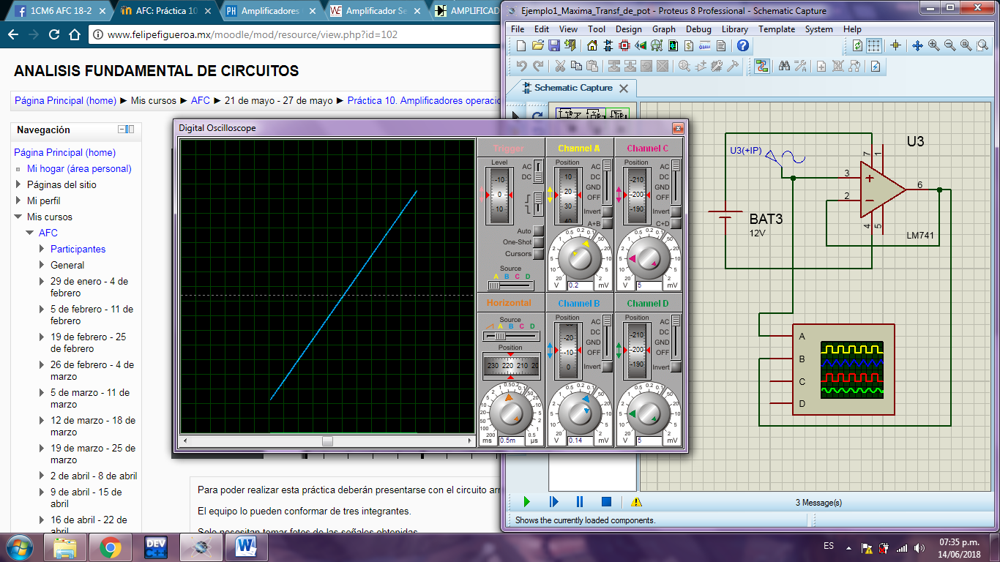 1CM6 AFC 18-2
AFC: Práctica 10
Amplificadores
Amplificador Se
AMPLIFICAD
www.felipefigueroa.mx/moodle/mod/resource/view.php?id=102
ANALISIS FUNDAMENTAL DE CIRCUITOS
Página Principal (home) ► Mis cursos ► AFC ► 21 de mayo - 27 de mayo ► Práctica 10. Amplificadores operacio
Navegación
Página Principal (home)
Mi hogar (área personal)
Páginas del sitio
Mi perfil
Mis cursos
AFC
Participantes
General
29 de enero - 4 de
febrero
5 de febrero - 11 de
febrero
19 de febrero - 25
de febrero
26 de febrero - 4 de
marzo
5 de marzo - 11 de
marzo
12 de marzo - 18 de
marzo
19 de marzo - 25 de
marzo
2 de abril - 8 de abril
9 de abril - 15 de
abril
16 de abril - 22 de
abril
Para poder realizar esta práctica deberán presentarse con el circuito arm
El equipo lo pueden conformar de tres integrantes.
Solo necesitan tomar fotos de las señales obtenidas
Ejemplo1_Maxima_Transf_de_pot - Proteus 8 Professional - Schematic Capture
File Edit View Tool Design Graph Debug Library Template System Help
Schematic Capture
Digital Oscilloscope
Trigger
Level
-10
0
10
AC
DC
Auto
One-Shot
Cursors
Source
A B C D
Horizontal
Source
A B C D
Position
230 220 210 20
ms
0.5m
µs
Channel A
Position
10
20
30
40
AC
DC
GND
OFF
Invert
A+B
V
0.2
mV
Channel B
Position
-20
-10
0
AC
DC
GND
OFF
Invert
V
0.14
mV
Channel C
Position
-210
-200
-190
AC
DC
GND
OFF
Invert
C+D
V
5
mV
Channel D
Position
-210
-200
-190
AC
DC
GND
OFF
Invert
V
5
mV
U3
U3(+IP)
7
1
3
2
6
4
5
LM741
BAT3
12V
A
B
C
D
3 Message(s)
Shows the currently loaded components.
DEV
C++
ES
07:35 p.m.
14/06/2018